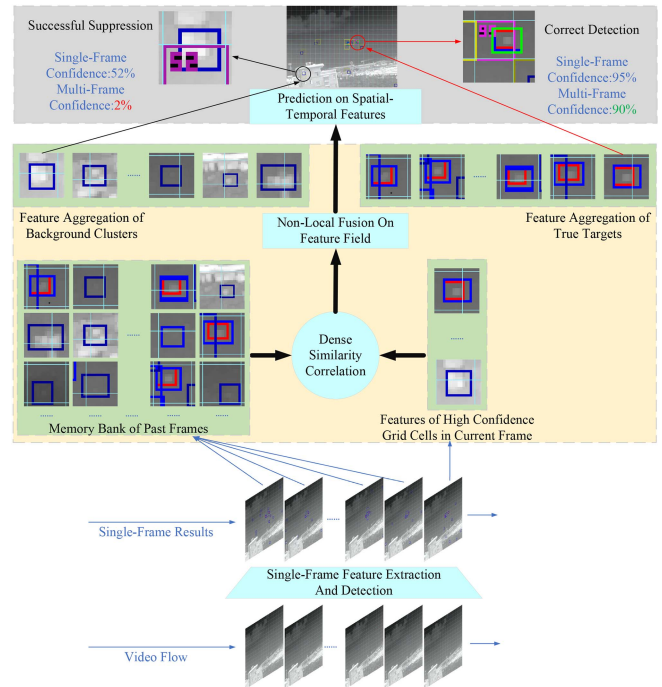 Successful Suppression
Single-Frame
Confidence:52%
Multi-Frame
Confidence:2%
Correct Detection
Single-Frame
Confidence:95%
Multi-Frame
Confidence:90%
Prediction on Spatial-
Temporal Features
......
......
Feature Aggregation of
Background Clusters
Feature Aggregation of
True Targets
Non-Local Fusion On
Feature Field
......
......
......
......
......
......
Dense
Similarity
Correlation
......
Memory Bank of Past Frames
Features of High Confidence
Grid Cells in Current Frame
......
Single-Frame Results
Single-Frame Feature Extraction
And Detection
......
Video Flow